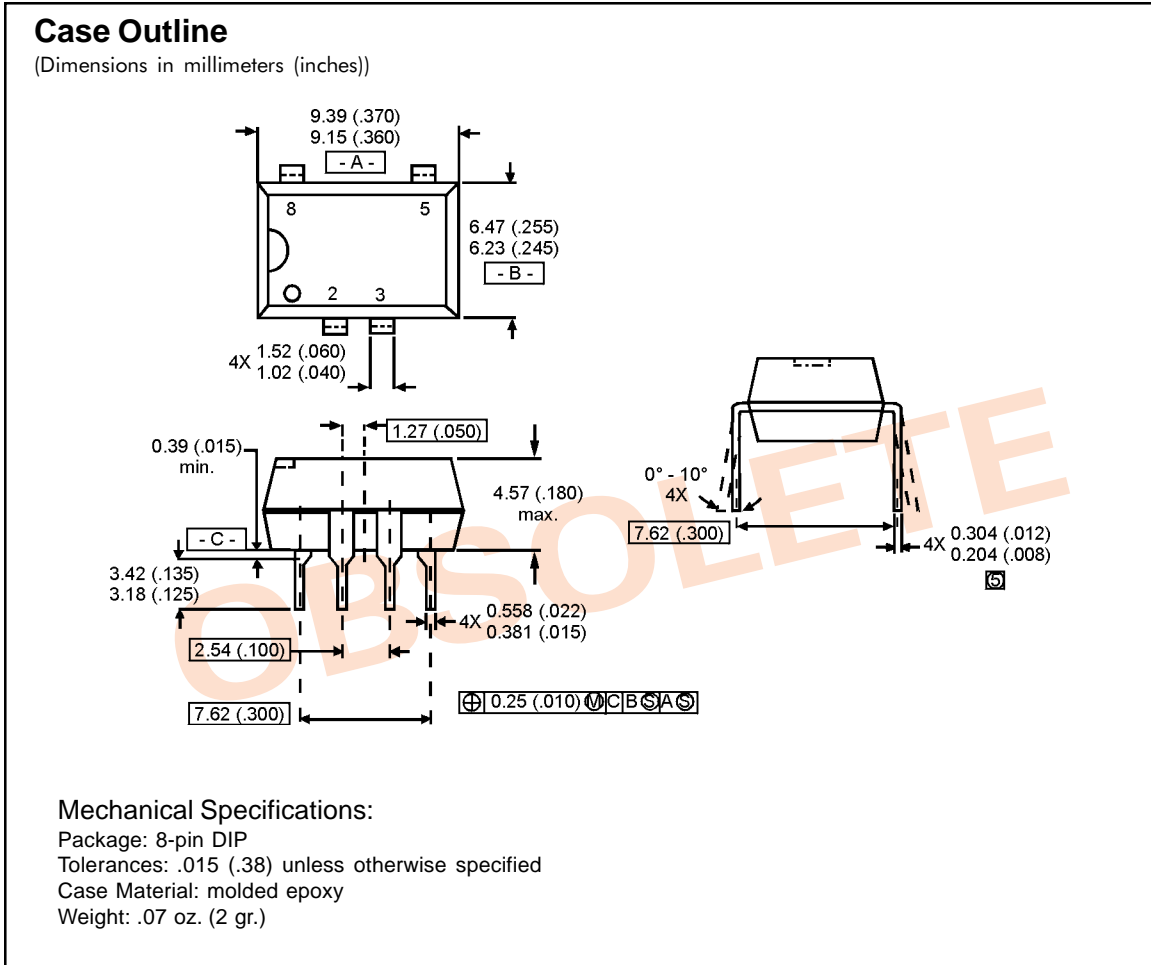 Case Outline
(Dimensions in millimeters (inches))
9.39 (.370)
9.15 (.360)
- A -
8
5
6.47 (.255)
6.23 (.245)
- B -
2
3
4X 1.52 (.060)
1.02 (.040)
1.27 (.050)
0.39 (.015)
min.
4.57 (.180)
max.
0° - 10°
4X
7.62 (.300)
4X 0.304 (.012)
0.204 (.008)
⑤
- C -
3.42 (.135)
3.18 (.125)
4X 0.558 (.022)
0.381 (.015)
2.54 (.100)
7.62 (.300)
⌖ 0.25 (.010) Ⓜ C B Ⓢ A Ⓢ
OBSOLETE
Mechanical Specifications:
Package: 8-pin DIP
Tolerances: .015 (.38) unless otherwise specified
Case Material: molded epoxy
Weight: .07 oz. (2 gr.)